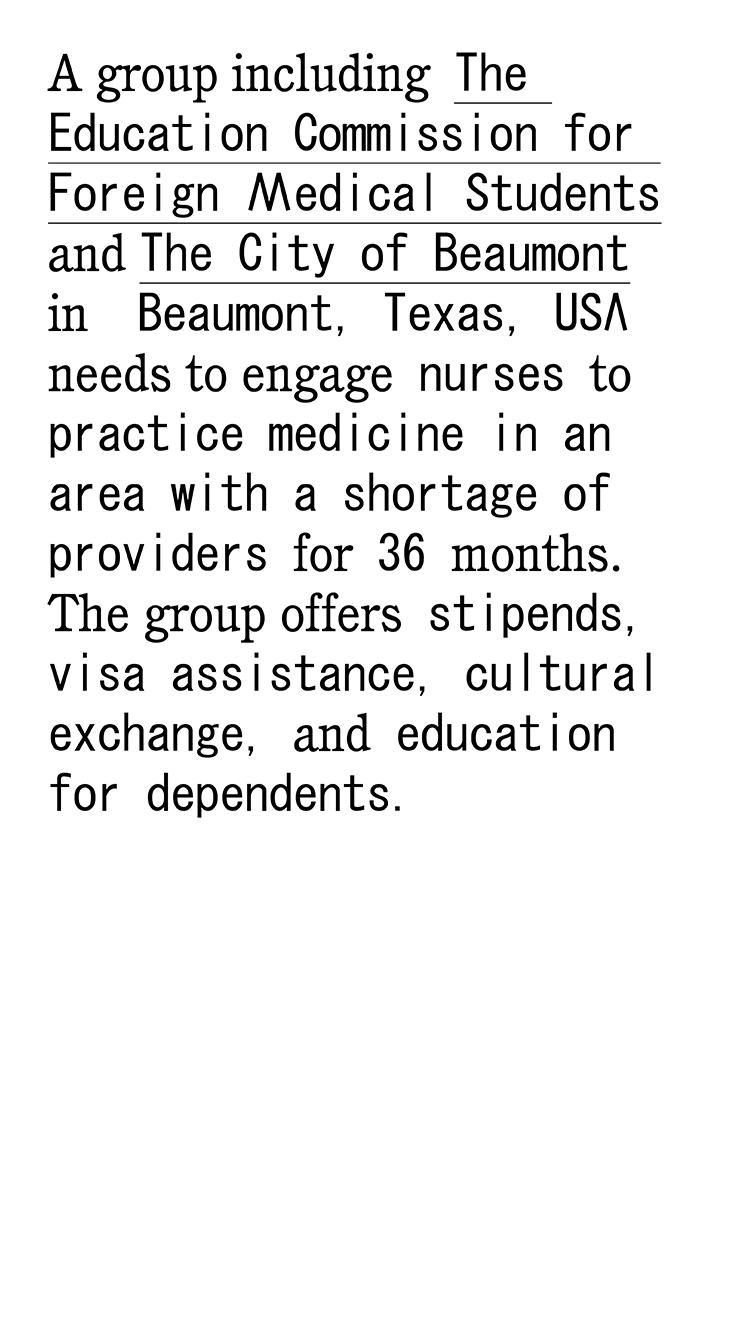 A group including The
Education Commission for
Foreign Medical Students
and The City of Beaumont
in Beaumont, Texas, USA
needs to engage nurses to
practice medicine in an
area with a shortage of
providers for 36 months.
The group offers stipends,
visa assistance, cultural
exchange, and education
for dependents.